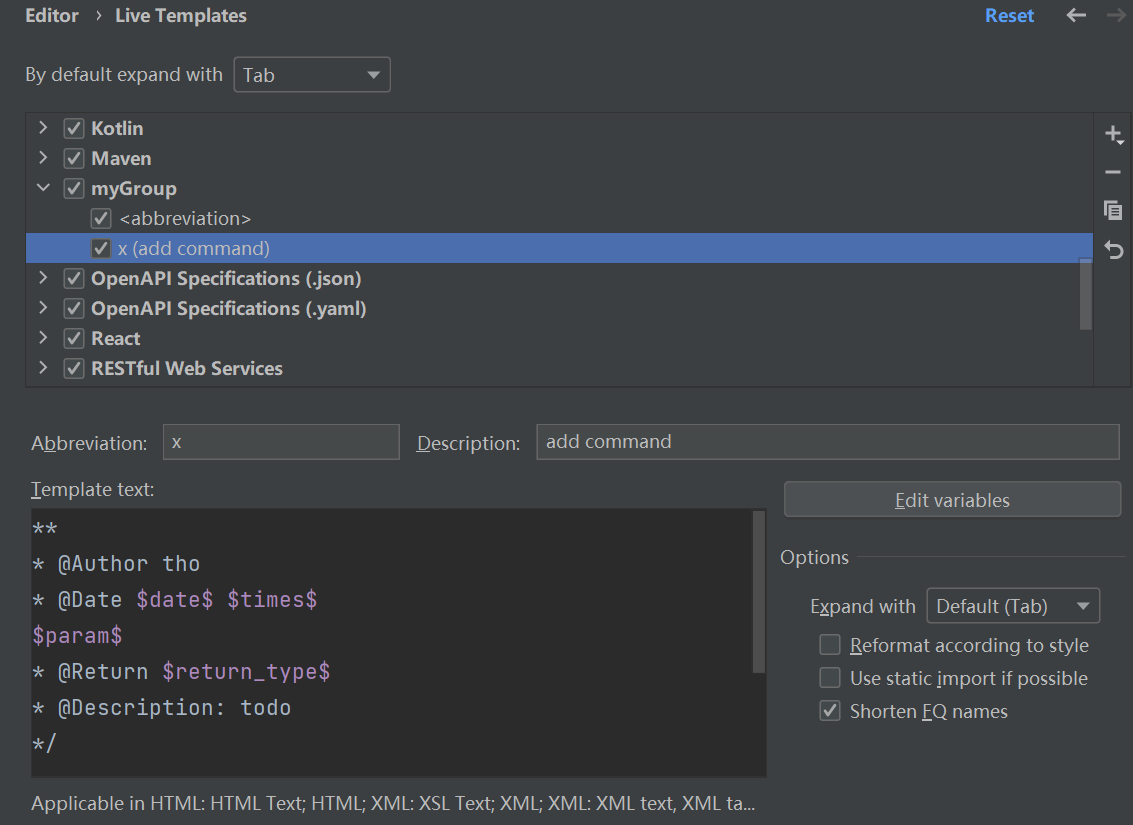 Editor › Live Templates Reset
By default expand with Tab
Kotlin
Maven
myGroup
<abbreviation>
x (add command)
OpenAPI Specifications (.json)
OpenAPI Specifications (.yaml)
React
RESTful Web Services
Abbreviation: x Description: add command
Template text:
Edit variables
**
* @Author tho
* @Date $date$ $times$
$param$
* @Return $return_type$
* @Description: todo
*/
Options
Expand with Default (Tab)
Reformat according to style
Use static import if possible
Shorten FQ names
Applicable in HTML: HTML Text; HTML; XML: XSL Text; XML; XML: XML text, XML ta...